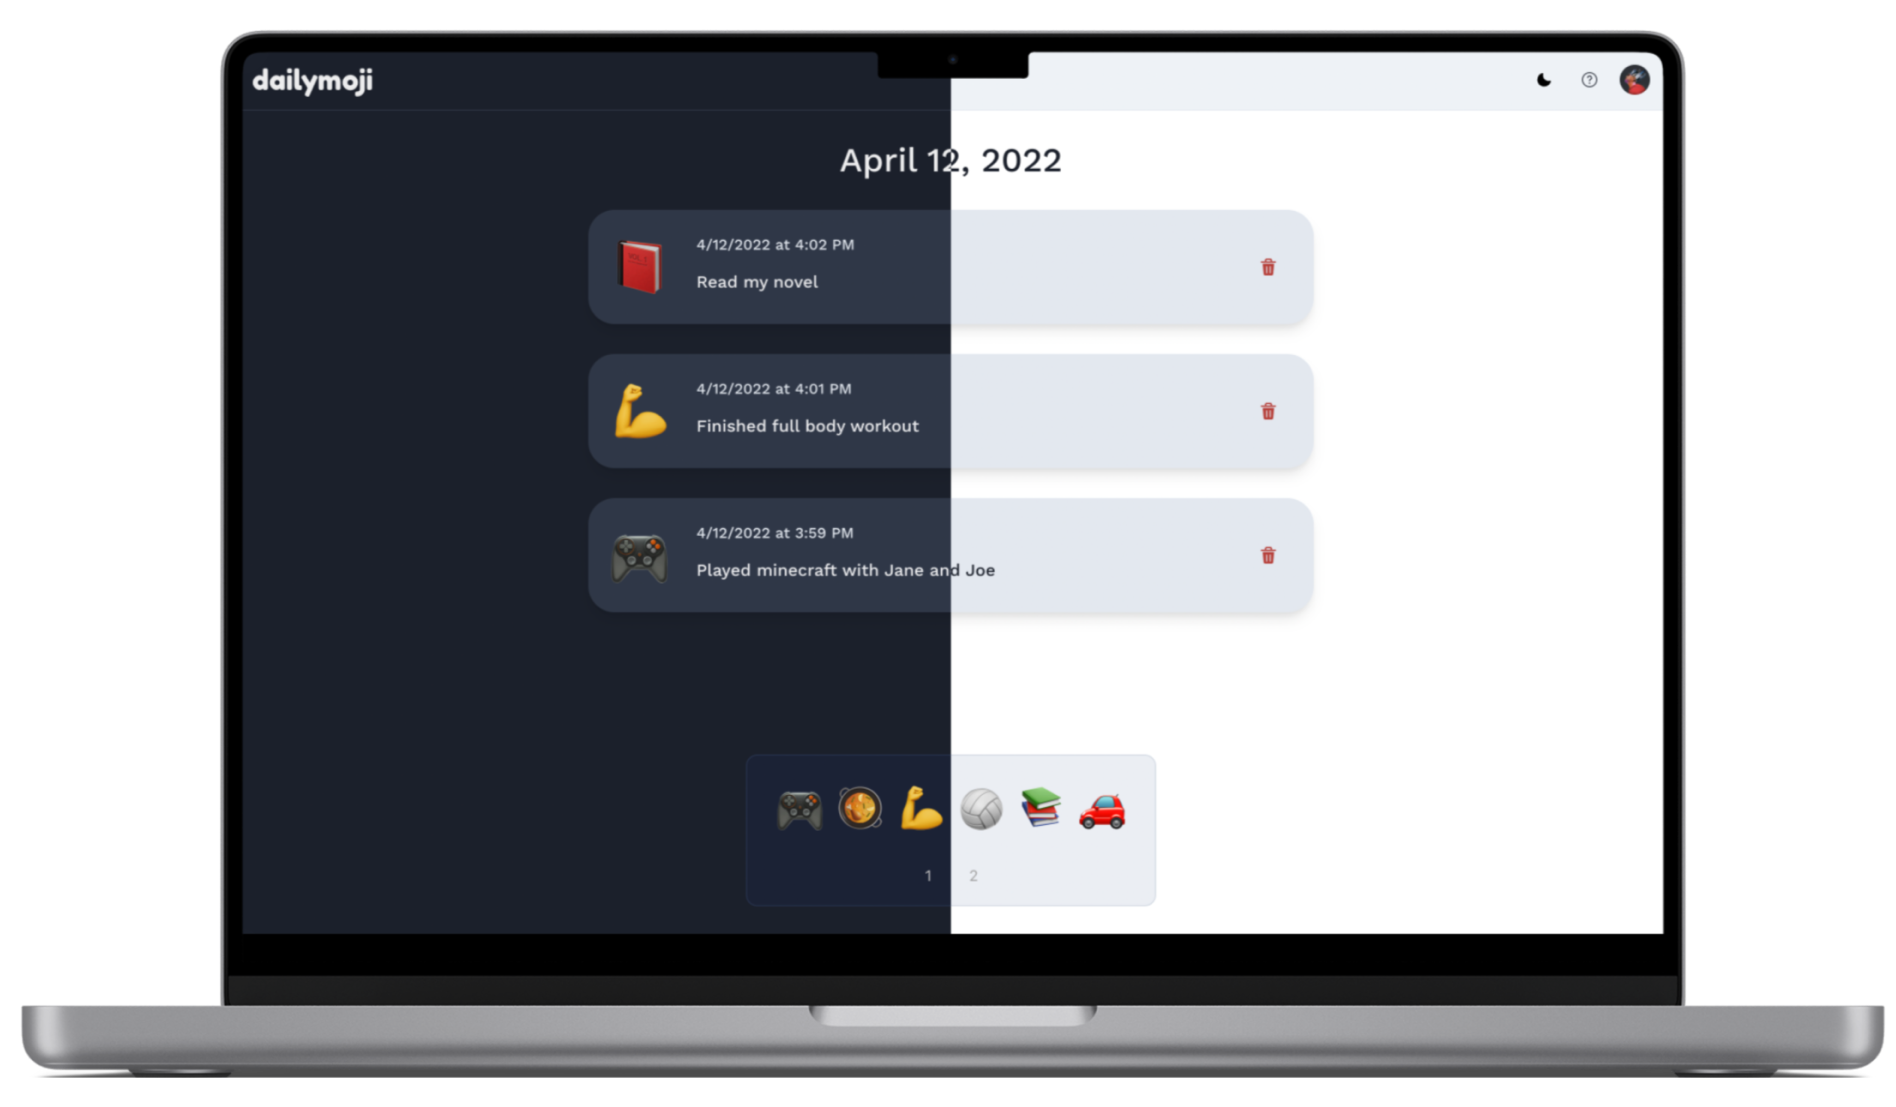 dailymoji
April 12, 2022
4/12/2022 at 4:02 PM
Read my novel
4/12/2022 at 4:01 PM
Finished full body workout
4/12/2022 at 3:59 PM
Played minecraft with Jane and Joe
1 2